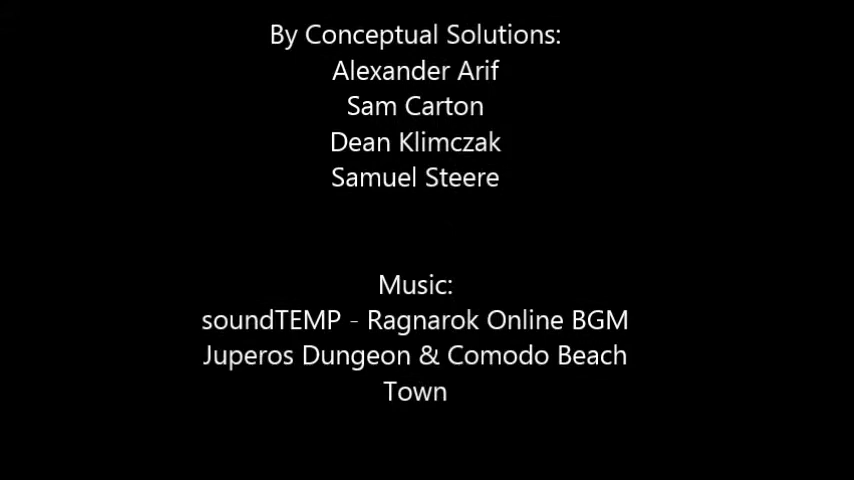 By Conceptual Solutions:
Alexander Arif
Sam Carton
Dean Klimczak
Samuel Steere
Music:
soundTEMP - Ragnarok Online BGM
Juperos Dungeon & Comodo Beach
Town